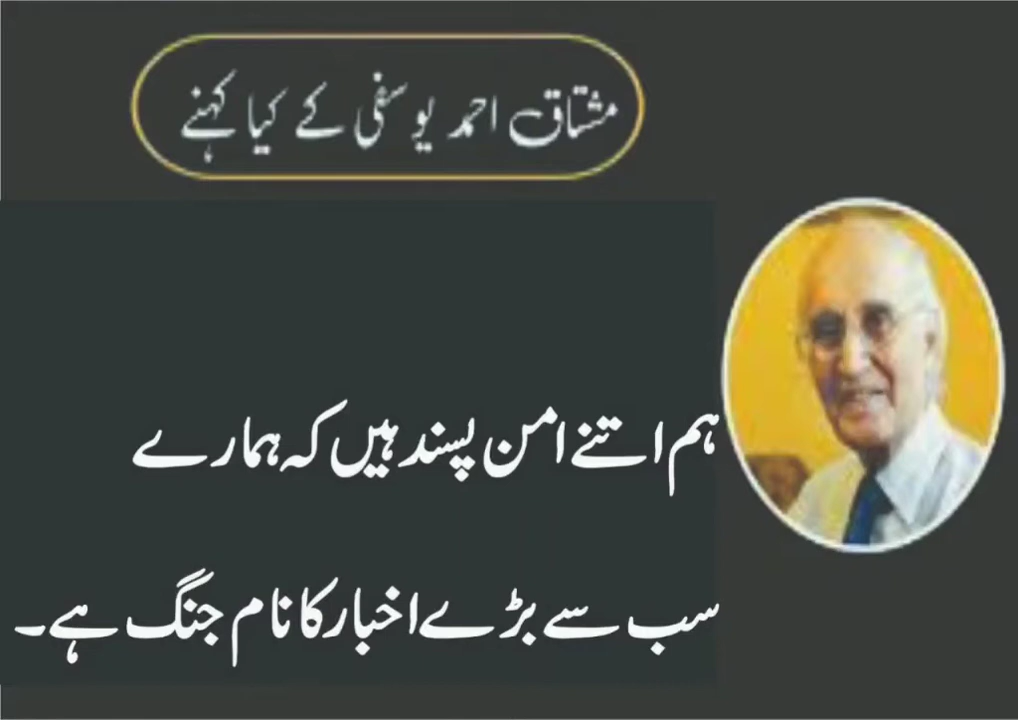 مشتاق احمد یوسفی کے کیا کہنے
ہم اتنے امن پسند ہیں کہ ہمارے
سب سے بڑے اخبار کا نام جنگ ہے۔